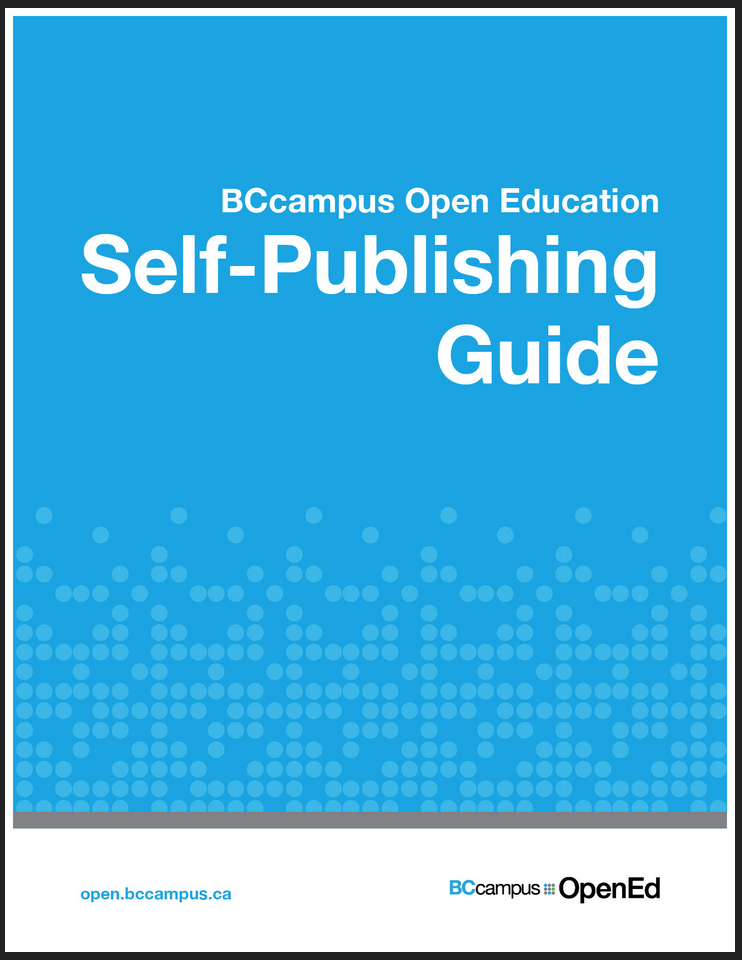 BCcampus Open Education
Self-Publishing
Guide
open.bccampus.ca
BCcampus OpenEd